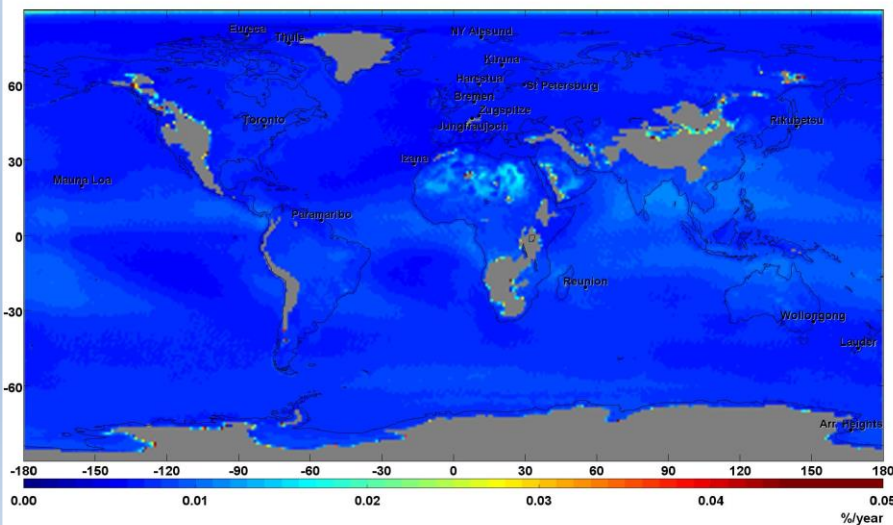 Eureca
Thule
NY Alesund
Kiruna
Harestua
St Petersburg
Bremen
Zugspitze
Jungfraujoch
Toronto
Rikubetsu
Izana
Mauna Loa
Paramaribo
Reunion
Wollongong
Lauder
Arr. Heights
60
30
0
-30
-60
-180 -150 -120 -90 -60 -30 0 30 60 90 120 150 180
0.00 0.01 0.02 0.03 0.04 0.05
%/year